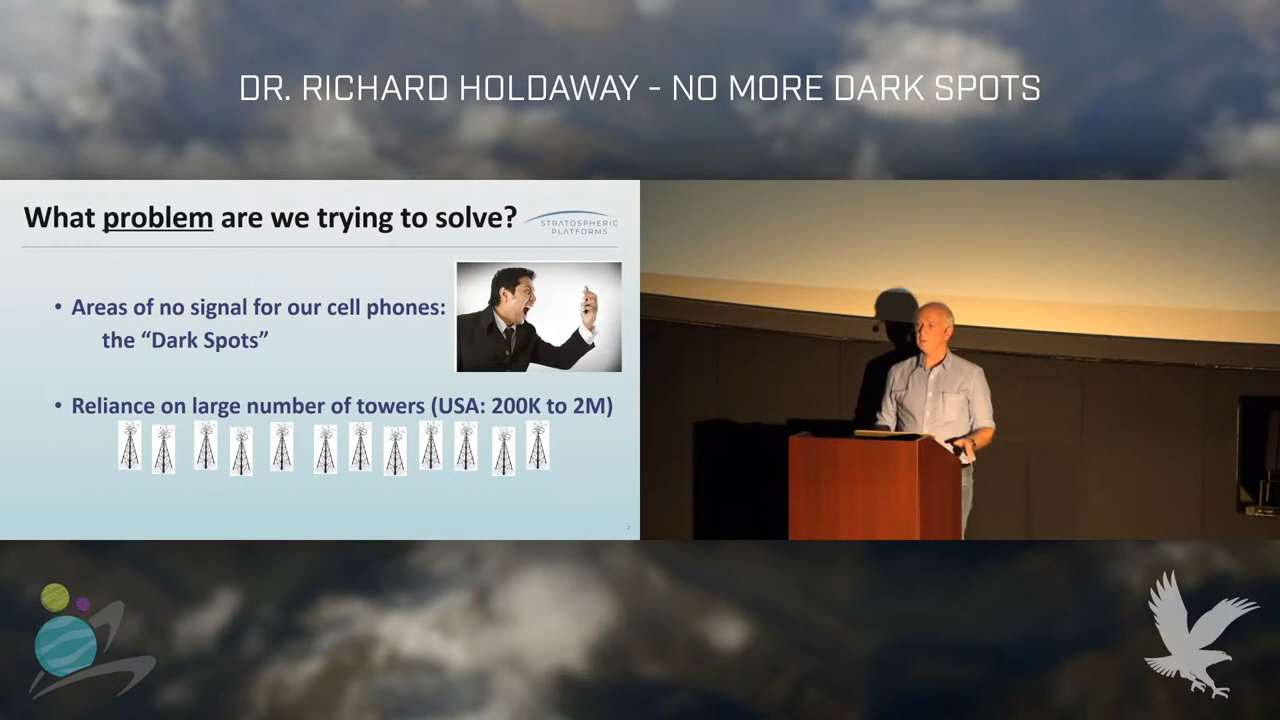 DR. RICHARD HOLDAWAY - NO MORE DARK SPOTS
What problem are we trying to solve?
STRATOSPHERIC
PLATFORMS
• Areas of no signal for our cell phones:
the “Dark Spots”
• Reliance on large number of towers (USA: 200K to 2M)